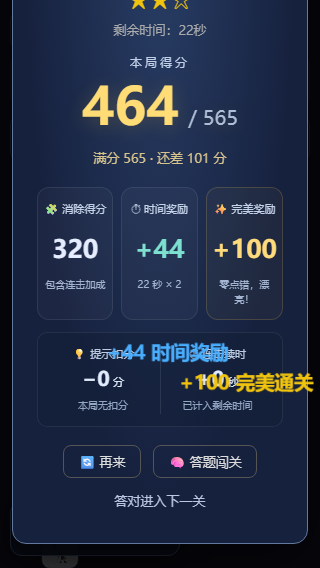 剩余时间：22秒
本局得分
464 / 565
满分 565 · 还差 101 分
🧩 消除得分
320
包含连击加成
⏱ 时间奖励
+44
22 秒 × 2
✨ 完美奖励
+100
零点错，漂亮！
+44 时间奖励
💡 提示扣分
−0 分
本局无扣分
+100 完美通关
+0 秒
已计入剩余时间
🔄 再来
🧠 答题闯关
答对进入下一关